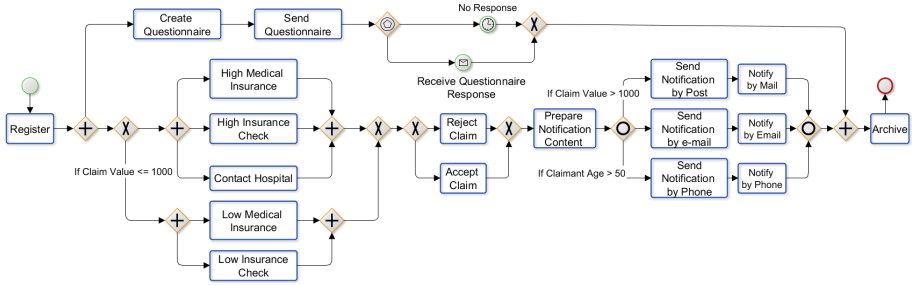 No Response
Create
Questionnaire
Send
Questionnaire
Receive Questionnaire
Response
High Medical
Insurance
If Claim Value > 1000
Send
Notification
by Post
Notify
by Mail
Register
High Insurance
Check
Reject
Claim
Prepare
Notification
Content
Send
Notification
by e-mail
Notify
by Email
Archive
If Claim Value <= 1000
Contact Hospital
Accept
Claim
If Claimant Age > 50
Send
Notification
by Phone
Notify
by Phone
Low Medical
Insurance
Low Insurance
Check